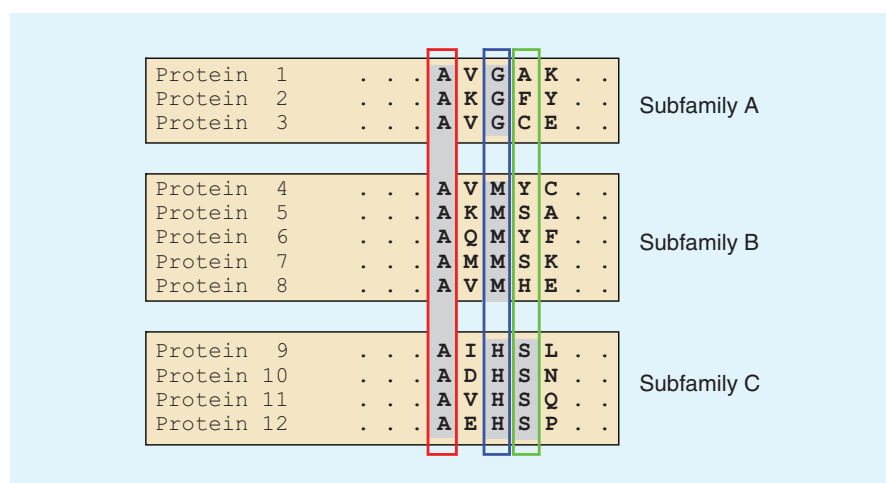 Protein 1 . . . A V G A K . .
Protein 2 . . . A K G F Y . .
Protein 3 . . . A V G C E . .
Subfamily A
Protein 4 . . . A V M Y C . .
Protein 5 . . . A K M S A . .
Protein 6 . . . A Q M Y F . .
Protein 7 . . . A M M S K . .
Protein 8 . . . A V M H E . .
Subfamily B
Protein 9 . . . A I H S L . .
Protein 10 . . . A D H S N . .
Protein 11 . . . A V H S Q . .
Protein 12 . . . A E H S P . .
Subfamily C